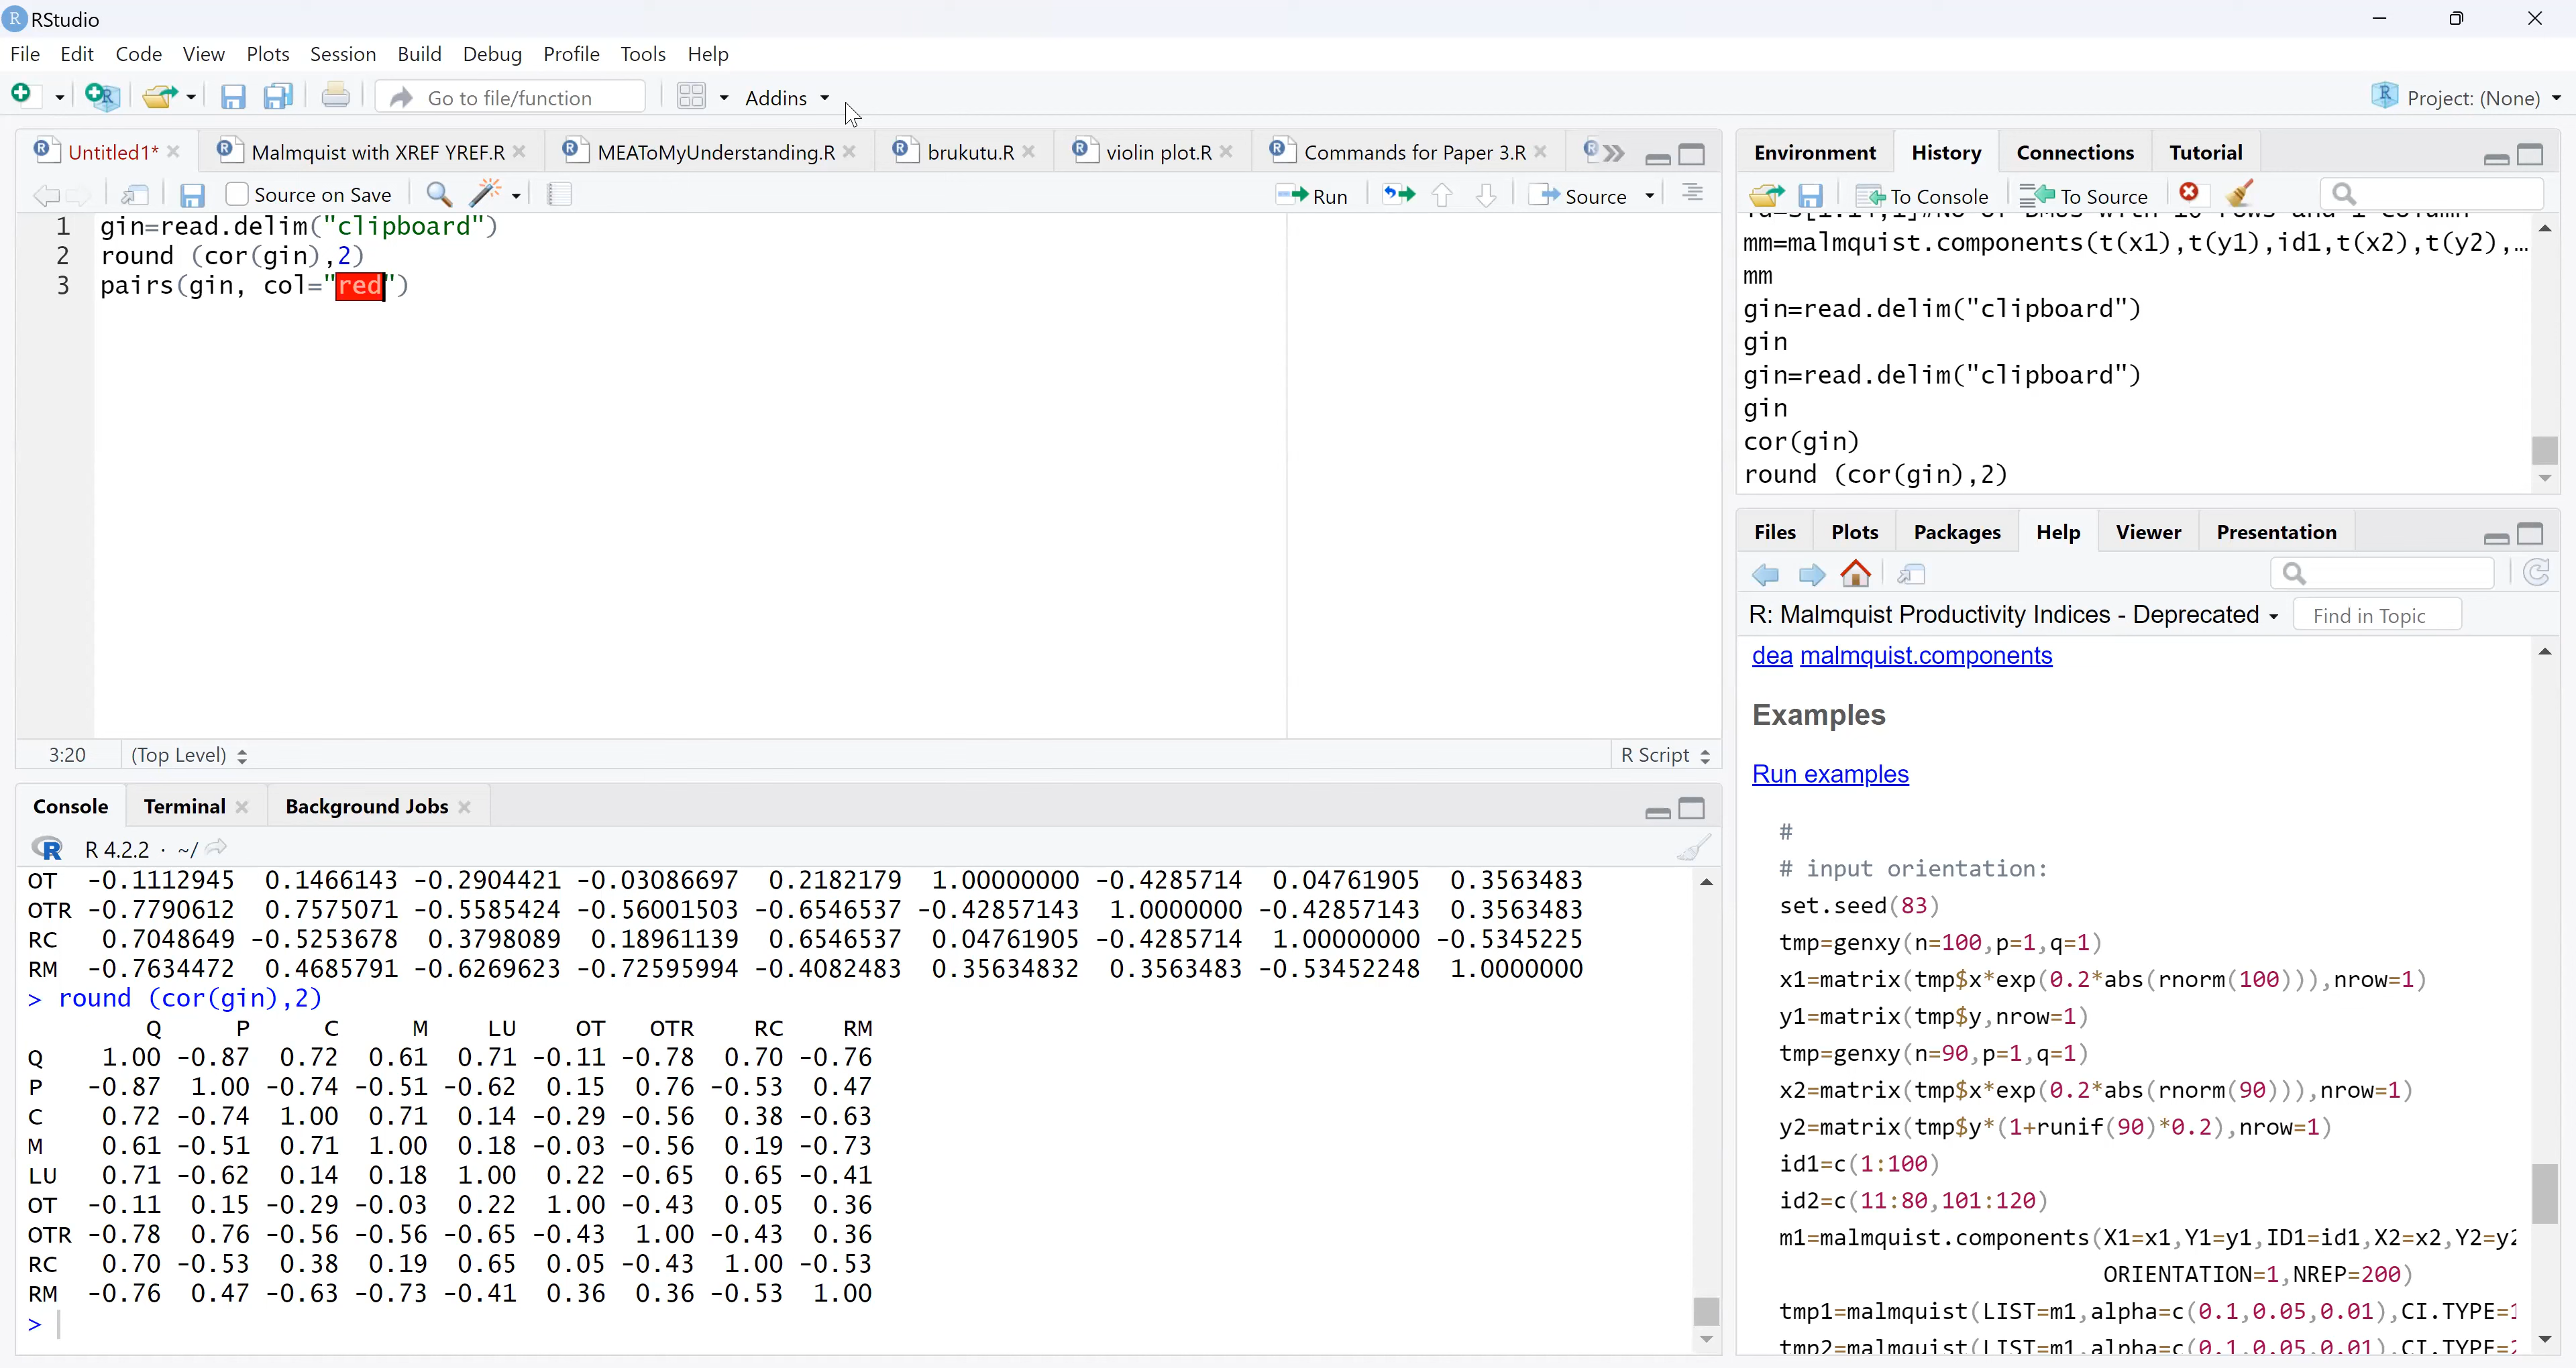 RStudio
File Edit Code View Plots Session Build Debug Profile Tools Help
Go to file/function Addins Project: (None)
Untitled1* Malmquist with XREF YREF.R MEAToMyUnderstanding.R brukutu.R violin plot.R Commands for Paper 3.R
Source on Save Run Source
1 gin=read.delim("clipboard")
2 round (cor(gin),2)
3 pairs(gin, col="red")
3:20 (Top Level) R Script
Console Terminal Background Jobs
R 4.2.2 · ~/
OT -0.1112945 0.1466143 -0.2904421 -0.03086697 0.2182179 1.00000000 -0.4285714 0.04761905 0.3563483
OTR -0.7790612 0.7575071 -0.5585424 -0.56001503 -0.6546537 -0.42857143 1.0000000 -0.42857143 0.3563483
RC 0.7048649 -0.5253678 0.3798089 0.18961139 0.6546537 0.04761905 -0.4285714 1.00000000 -0.5345225
RM -0.7634472 0.4685791 -0.6269623 -0.72595994 -0.4082483 0.35634832 0.3563483 -0.53452248 1.0000000
> round (cor(gin),2)
Q P C M LU OT OTR RC RM
Q 1.00 -0.87 0.72 0.61 0.71 -0.11 -0.78 0.70 -0.76
P -0.87 1.00 -0.74 -0.51 -0.62 0.15 0.76 -0.53 0.47
C 0.72 -0.74 1.00 0.71 0.14 -0.29 -0.56 0.38 -0.63
M 0.61 -0.51 0.71 1.00 0.18 -0.03 -0.56 0.19 -0.73
LU 0.71 -0.62 0.14 0.18 1.00 0.22 -0.65 0.65 -0.41
OT -0.11 0.15 -0.29 -0.03 0.22 1.00 -0.43 0.05 0.36
OTR -0.78 0.76 -0.56 -0.56 -0.65 -0.43 1.00 -0.43 0.36
RC 0.70 -0.53 0.38 0.19 0.65 0.05 -0.43 1.00 -0.53
RM -0.76 0.47 -0.63 -0.73 -0.41 0.36 0.36 -0.53 1.00
>
Environment History Connections Tutorial
To Console To Source
mm=malmquist.components(t(x1),t(y1),id1,t(x2),t(y2),…
mm
gin=read.delim("clipboard")
gin
gin=read.delim("clipboard")
gin
cor(gin)
round (cor(gin),2)
Files Plots Packages Help Viewer Presentation
R: Malmquist Productivity Indices - Deprecated Find in Topic
dea malmquist.components
Examples
Run examples
#
# input orientation:
set.seed(83)
tmp=genxy(n=100,p=1,q=1)
x1=matrix(tmp$x*exp(0.2*abs(rnorm(100))),nrow=1)
y1=matrix(tmp$y,nrow=1)
tmp=genxy(n=90,p=1,q=1)
x2=matrix(tmp$x*exp(0.2*abs(rnorm(90))),nrow=1)
y2=matrix(tmp$y*(1+runif(90)*0.2),nrow=1)
id1=c(1:100)
id2=c(11:80,101:120)
m1=malmquist.components(X1=x1,Y1=y1,ID1=id1,X2=x2,Y2=y2
ORIENTATION=1,NREP=200)
tmp1=malmquist(LIST=m1,alpha=c(0.1,0.05,0.01),CI.TYPE=1
tmp2=malmquist(LIST=m1,alpha=c(0.1,0.05,0.01),CI.TYPE=2